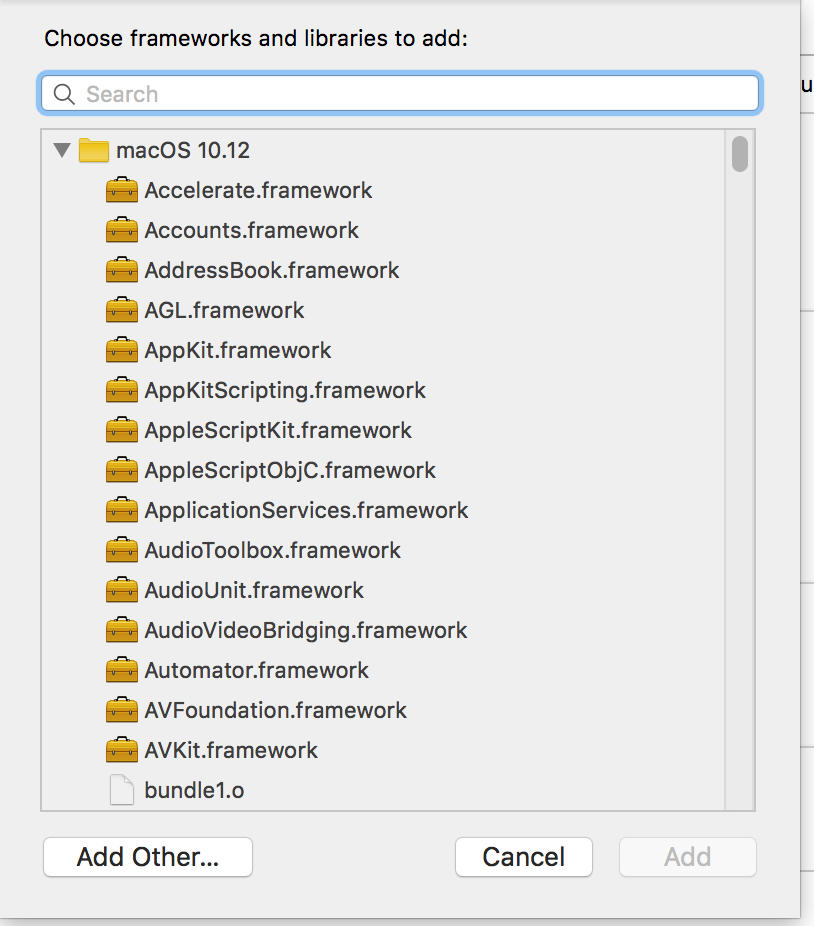 Choose frameworks and libraries to add:
Search
macOS 10.12
Accelerate.framework
Accounts.framework
AddressBook.framework
AGL.framework
AppKit.framework
AppKitScripting.framework
AppleScriptKit.framework
AppleScriptObjC.framework
ApplicationServices.framework
AudioToolbox.framework
AudioUnit.framework
AudioVideoBridging.framework
Automator.framework
AVFoundation.framework
AVKit.framework
bundle1.o
Add Other...
Cancel
Add